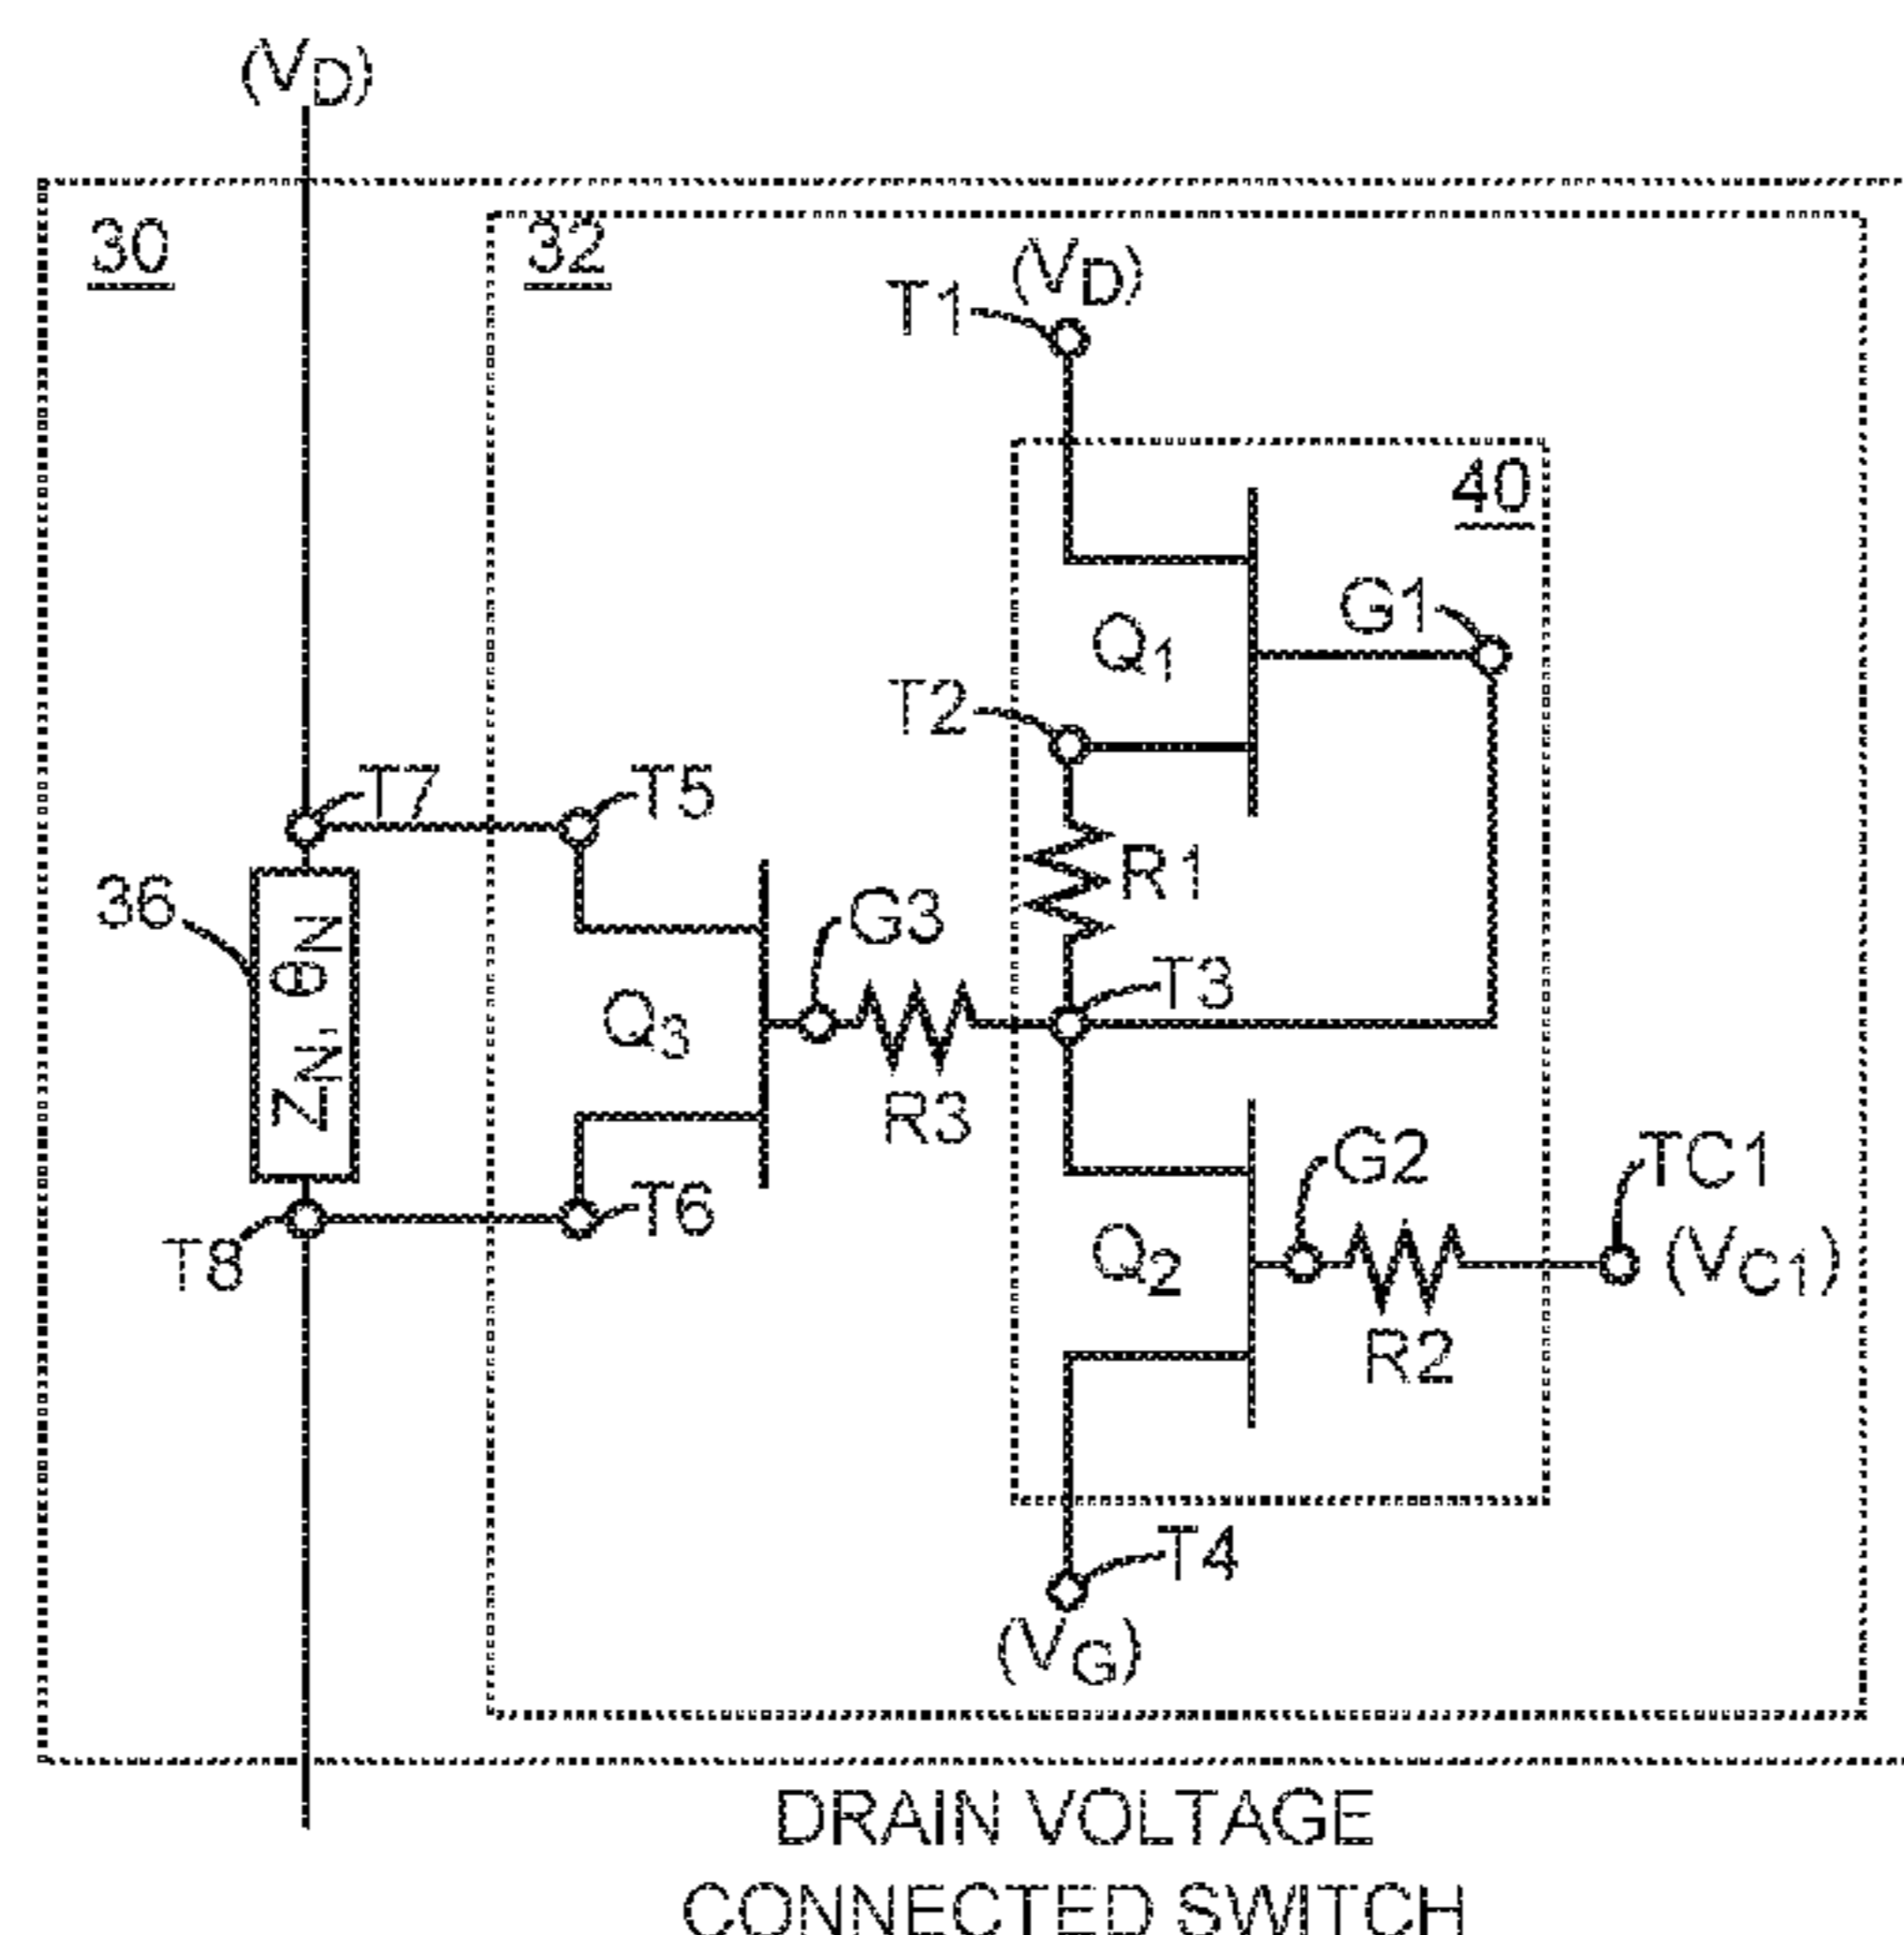 (VD)
30
32
(VD)
T1
40
G1
Q1
T2
T7
T5
R1
36
G3
ZN, θN
T3
Q3
R3
G2
TC1
T6
(VC1)
T8
Q2
R2
T4
(VG)
DRAIN VOLTAGE
CONNECTED SWITCH